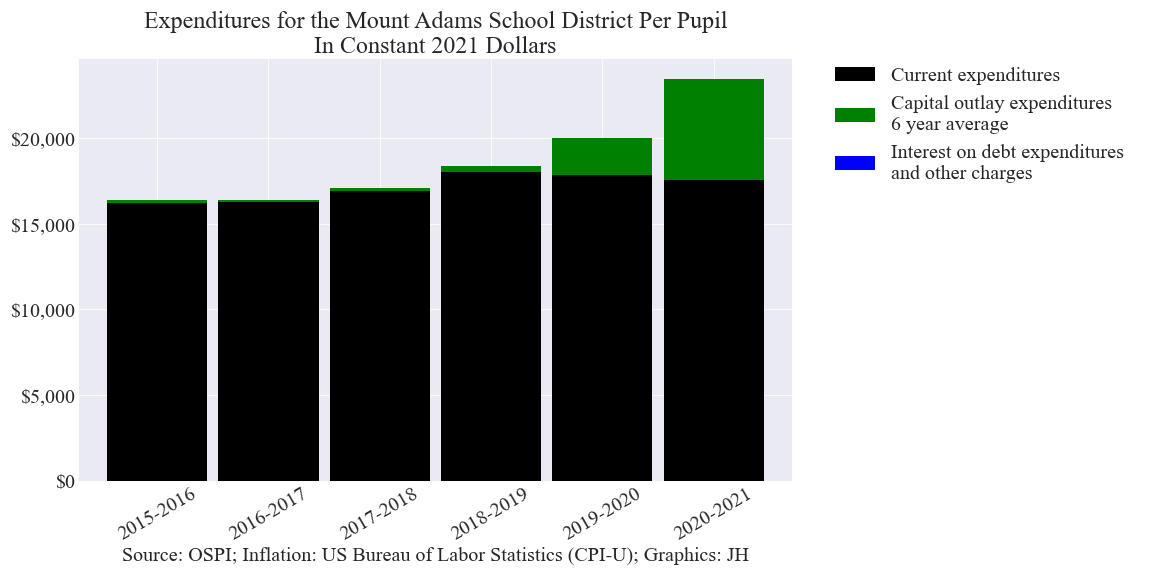 Expenditures for the Mount Adams School District Per Pupil
In Constant 2021 Dollars
Current expenditures
Capital outlay expenditures
6 year average
Interest on debt expenditures
and other charges
$20,000
$15,000
$10,000
$5,000
$0
2015-2016
2016-2017
2017-2018
2018-2019
2019-2020
2020-2021
Source: OSPI; Inflation: US Bureau of Labor Statistics (CPI-U); Graphics: JH